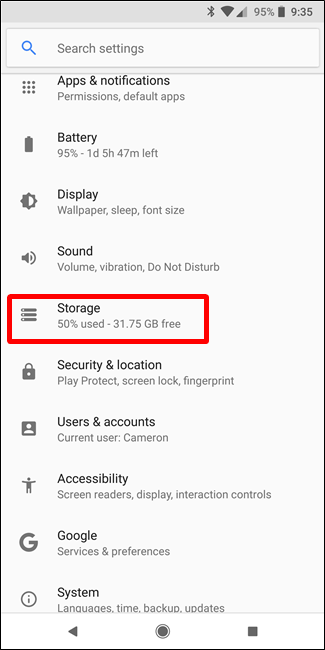 95% 9:35
Search settings
Apps & notifications
Permissions, default apps
Battery
95% - 1d 5h 47m left
Display
Wallpaper, sleep, font size
Sound
Volume, vibration, Do Not Disturb
Storage
50% used - 31.75 GB free
Security & location
Play Protect, screen lock, fingerprint
Users & accounts
Current user: Cameron
Accessibility
Screen readers, display, interaction controls
Google
Services & preferences
System
Languages, time, backup, updates